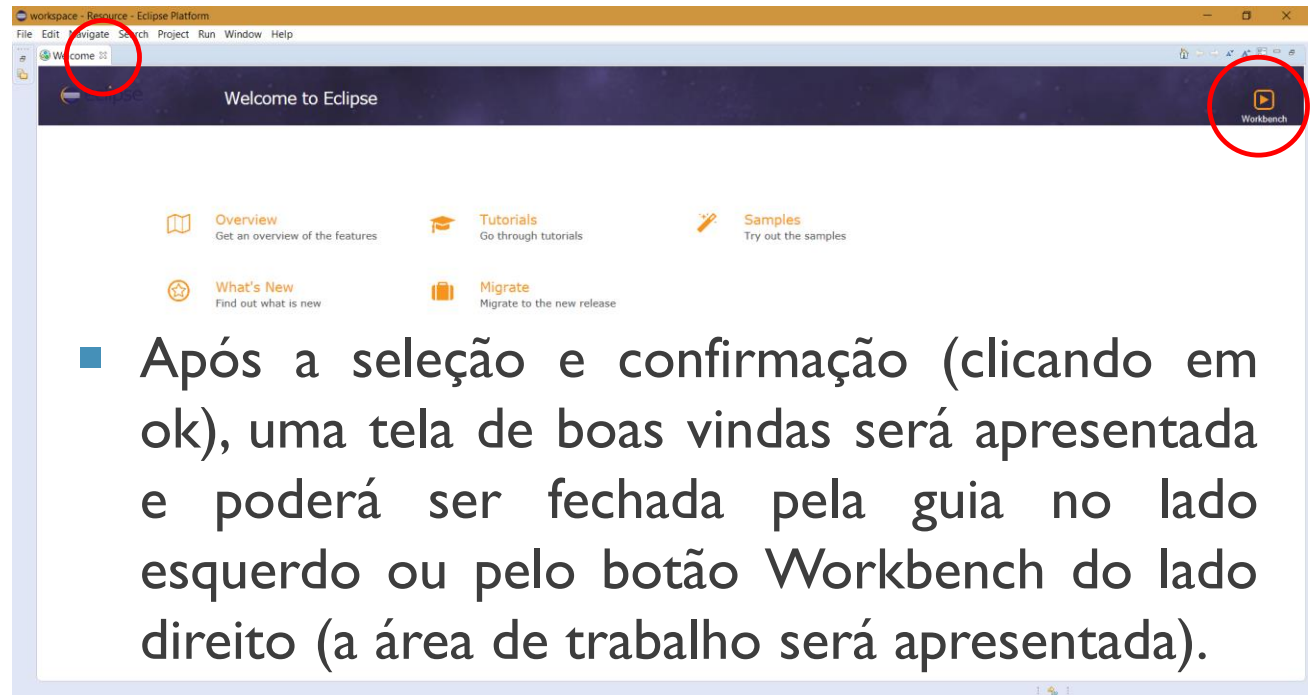 workspace - Resource - Eclipse Platform
File Edit Navigate Search Project Run Window Help
Welcome
eclipse Welcome to Eclipse
Workbench
Overview Tutorials Samples
Get an overview of the features Go through tutorials Try out the samples
What's New Migrate
Find out what is new Migrate to the new release
Após a seleção e confirmação (clicando em
ok), uma tela de boas vindas será apresentada
e poderá ser fechada pela guia no lado
esquerdo ou pelo botão Workbench do lado
direito (a área de trabalho será apresentada).